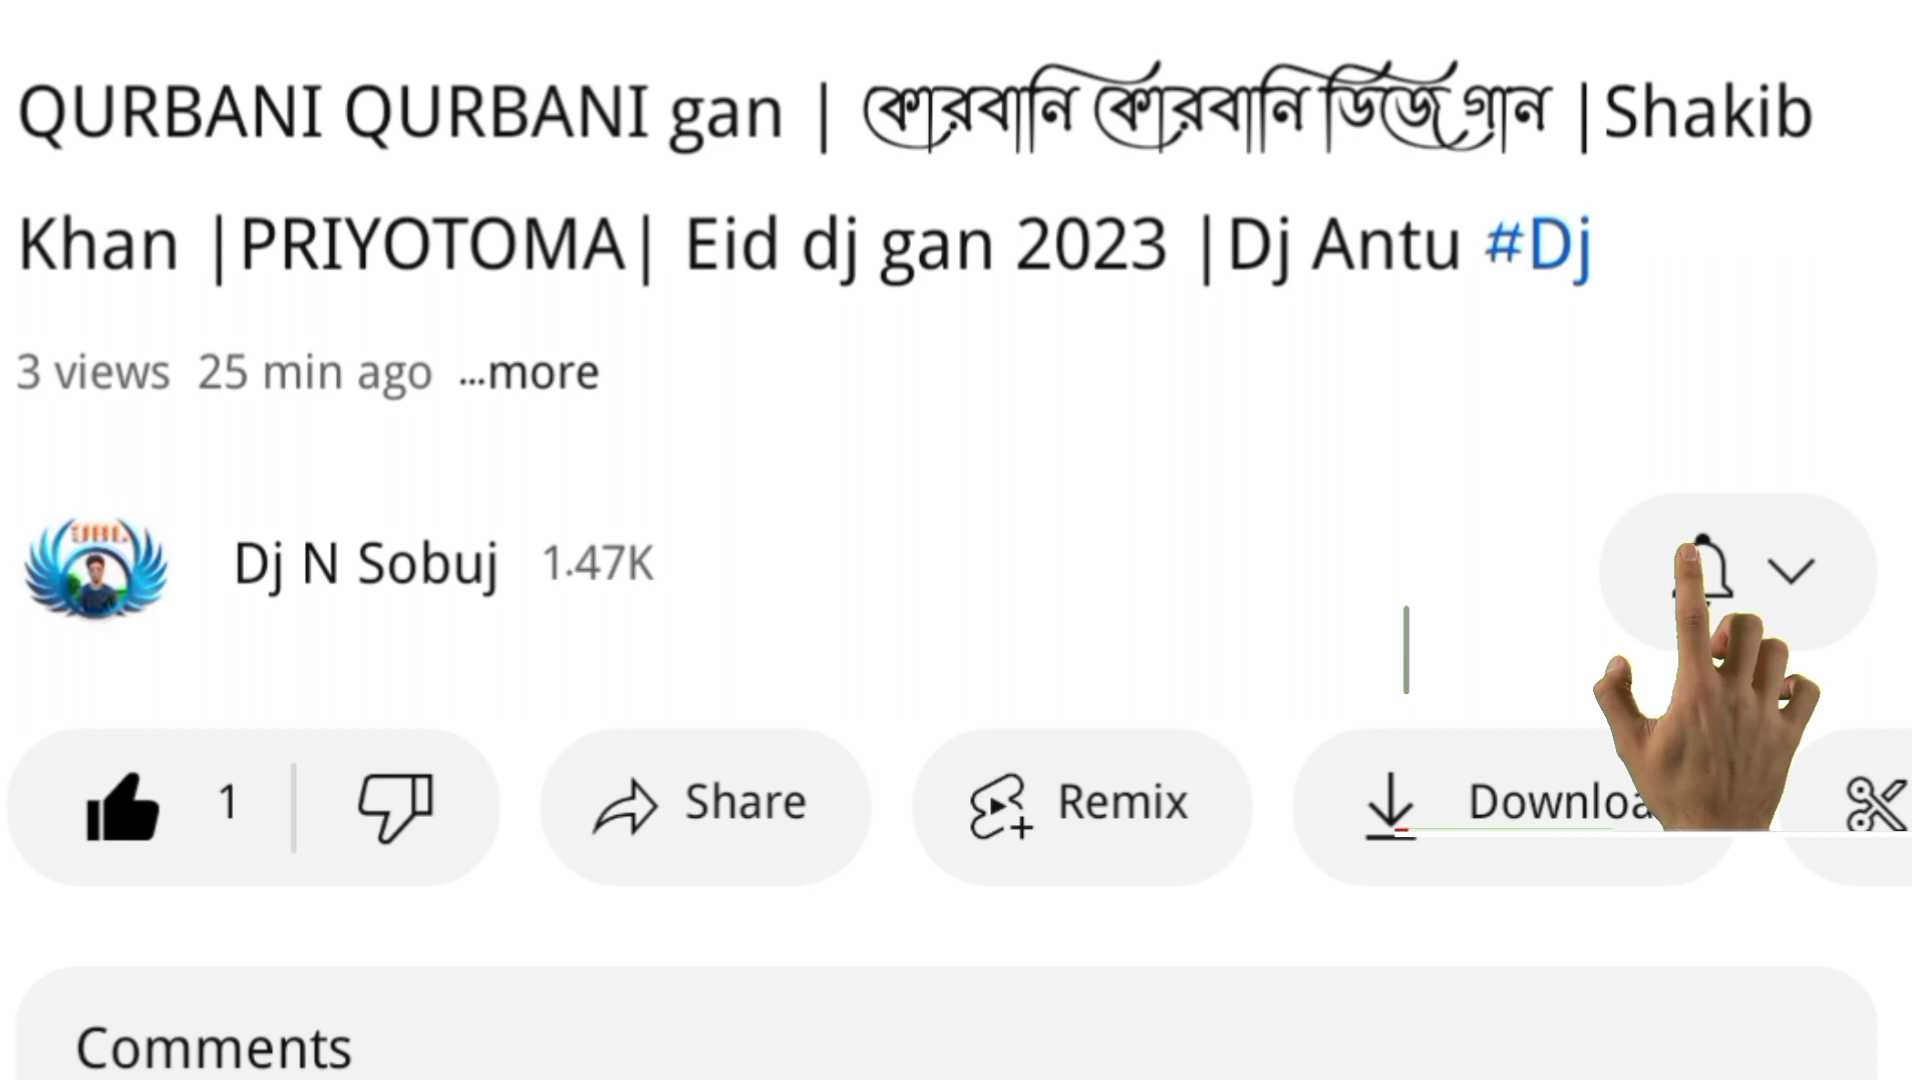 QURBANI QURBANI gan | কোরবানি কোরবানি ডিজে গান |Shakib
Khan |PRIYOTOMA| Eid dj gan 2023 |Dj Antu #Dj
3 views 25 min ago ...more
JBL
Dj N Sobuj 1.47K
1 Share Remix
Comments